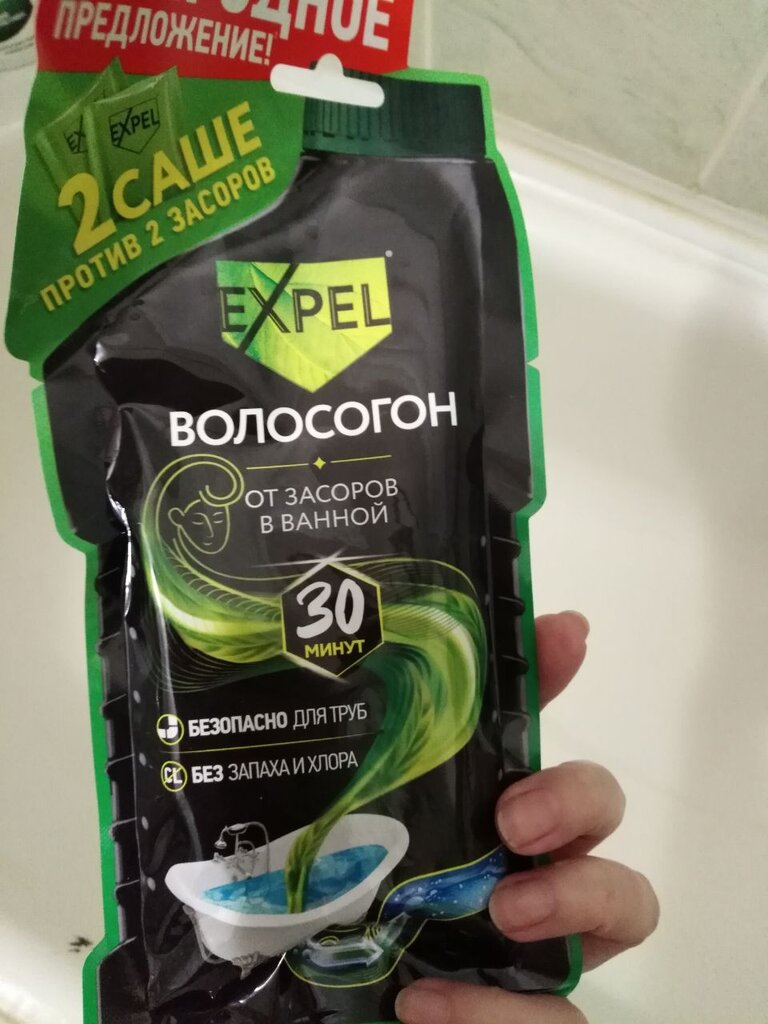 ПРЕДЛОЖЕНИЕ!
EXPEL
2 САШЕ
ПРОТИВ 2 ЗАСОРОВ
EXPEL®
ВОЛОСОГОН
ОТ ЗАСОРОВ
В ВАННОЙ
30
МИНУТ
БЕЗОПАСНО ДЛЯ ТРУБ
CL БЕЗ ЗАПАХА И ХЛОРА